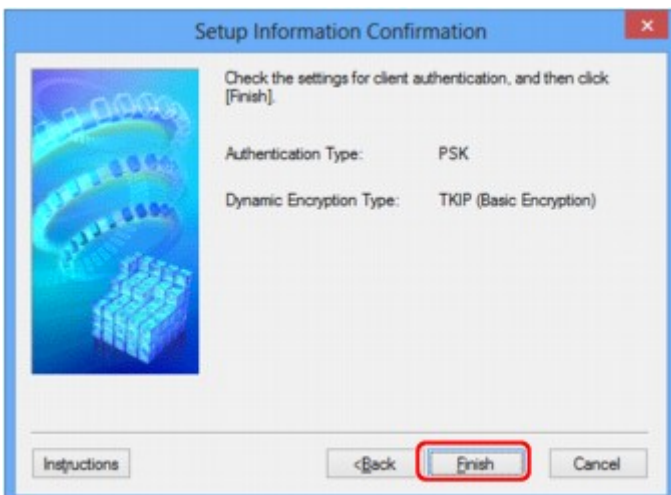 Setup Information Confirmation
Check the settings for client authentication, and then click
[Finish].
Authentication Type: PSK
Dynamic Encryption Type: TKIP (Basic Encryption)
Instructions <Back Finish Cancel